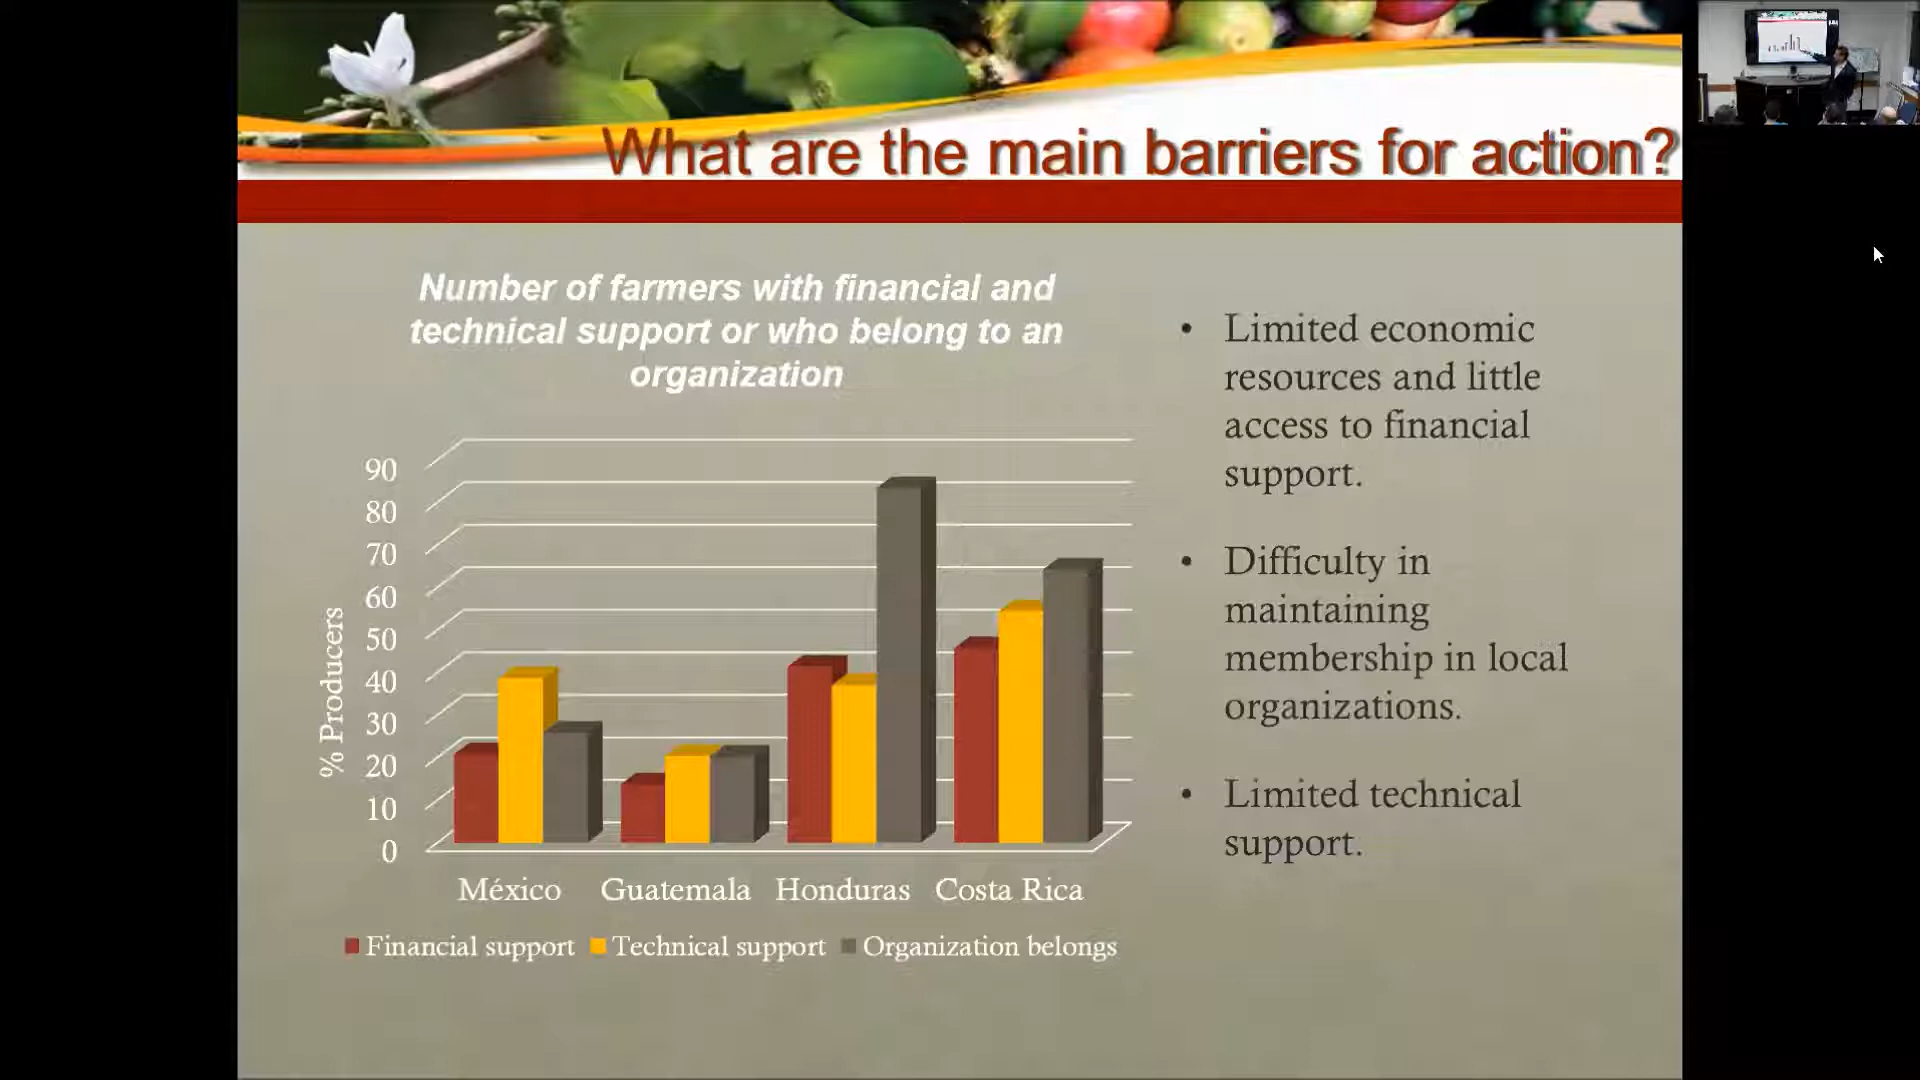 What are the main barriers for action?
Number of farmers with financial and
technical support or who belong to an
organization
90
80
70
60
50
40
30
20
10
0
% Producers
México Guatemala Honduras Costa Rica
Financial support Technical support Organization belongs
• Limited economic
resources and little
access to financial
support.
• Difficulty in
maintaining
membership in local
organizations.
• Limited technical
support.